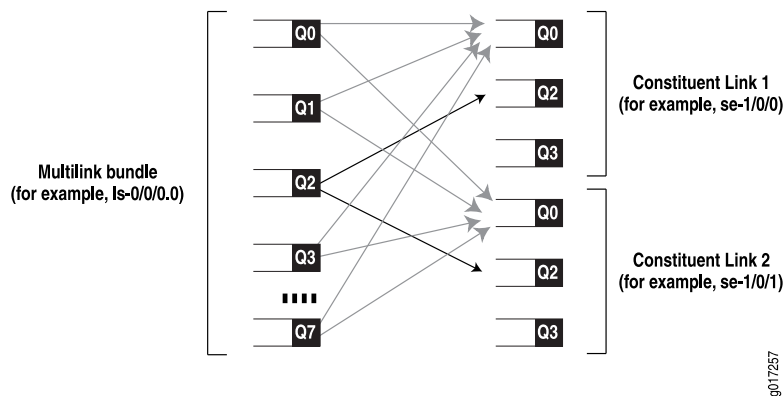 Q0
Q1
Q2
Q3
Q7
Multilink bundle
(for example, ls-0/0/0.0)
Q0
Q2
Q3
Q0
Q2
Q3
Constituent Link 1
(for example, se-1/0/0)
Constituent Link 2
(for example, se-1/0/1)
g017257